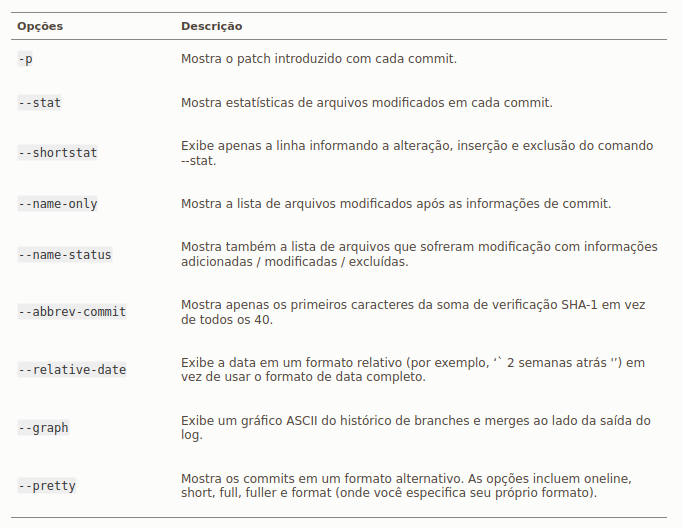 Opções Descrição
-p Mostra o patch introduzido com cada commit.
--stat Mostra estatísticas de arquivos modificados em cada commit.
--shortstat Exibe apenas a linha informando a alteração, inserção e exclusão do comando
--stat.
--name-only Mostra a lista de arquivos modificados após as informações de commit.
--name-status Mostra também a lista de arquivos que sofreram modificação com informações
adicionadas / modificadas / excluídas.
--abbrev-commit Mostra apenas os primeiros caracteres da soma de verificação SHA-1 em vez
de todos os 40.
--relative-date Exibe a data em um formato relativo (por exemplo, ‘` 2 semanas atrás '’) em
vez de usar o formato de data completo.
--graph Exibe um gráfico ASCII do histórico de branches e merges ao lado da saída do
log.
--pretty Mostra os commits em um formato alternativo. As opções incluem oneline,
short, full, fuller e format (onde você especifica seu próprio formato).